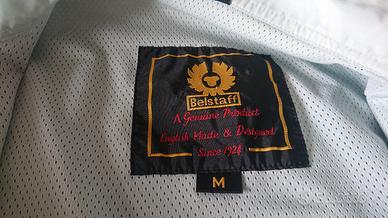 Belstaff
A Genuine Product
English Made & Designed
Since 1924
M